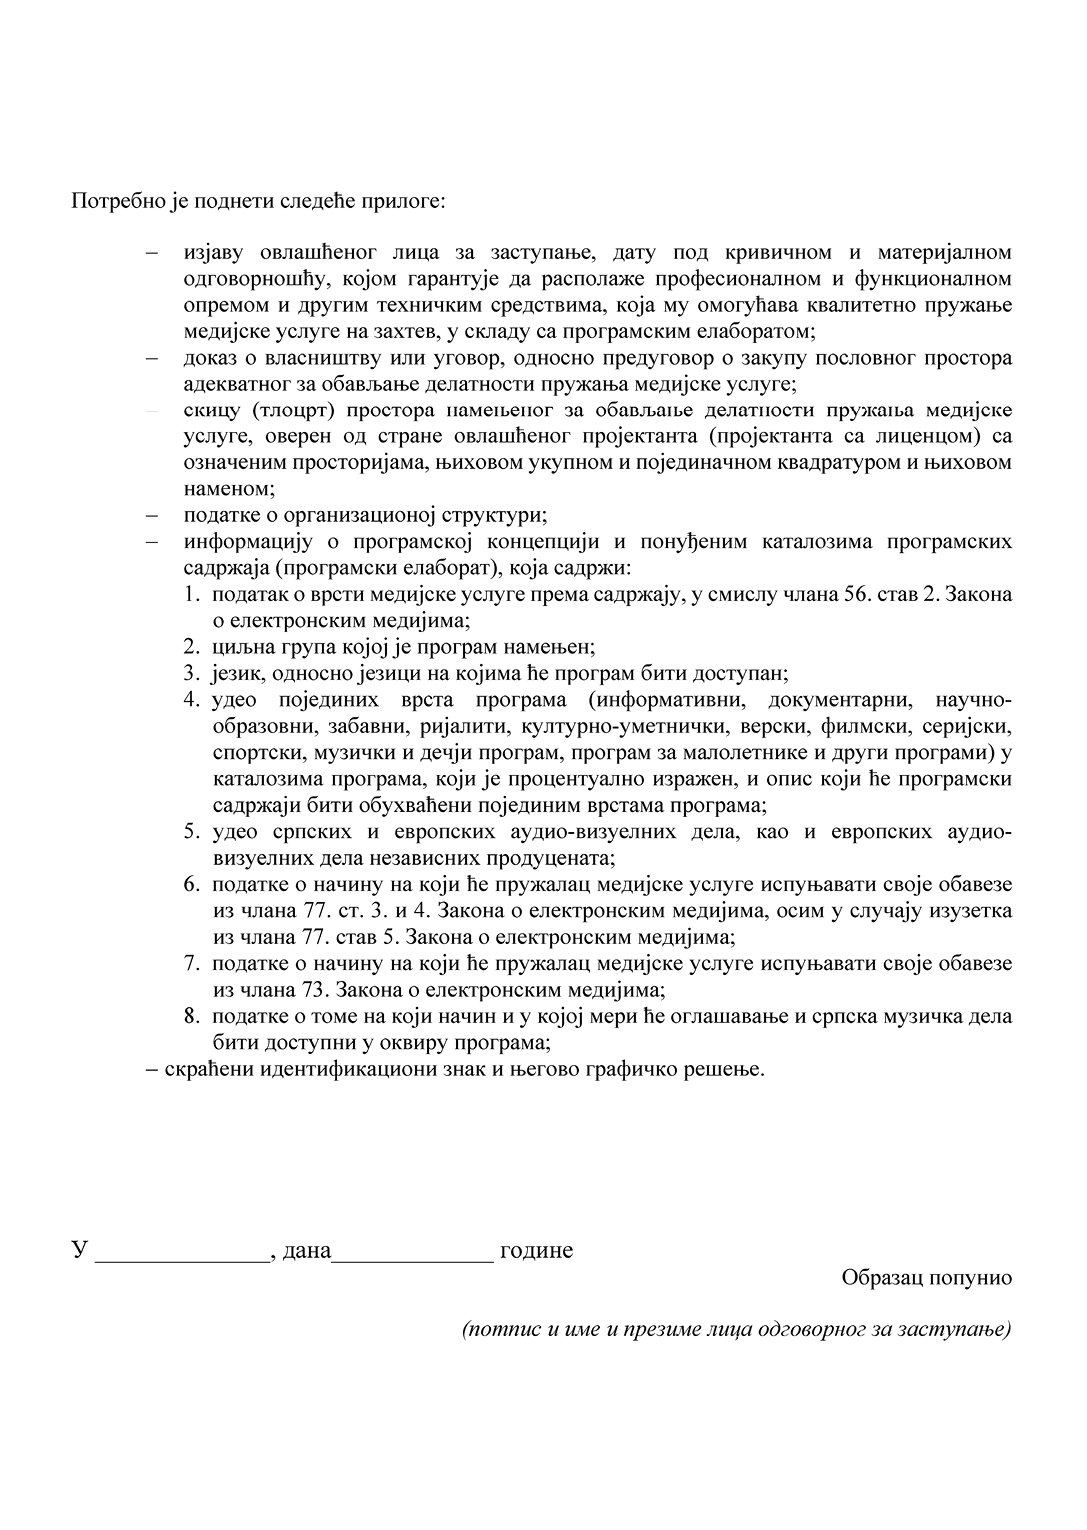 Потребно је поднети следеће прилоге:
– изјаву овлашћеног лица за заступање, дату под кривичном и материјалном
одговорношћу, којом гарантује да располаже професионалном и функционалном
опремом и другим техничким средствима, која му омогућава квалитетно пружање
медијске услуге на захтев, у складу са програмским елаборатом;
– доказ о власништву или уговор, односно предуговор о закупу пословног простора
адекватног за обављање делатности пружања медијске услуге;
– скицу (тлоцрт) простора намењеног за обављање делатности пружања медијске
услуге, оверен од стране овлашћеног пројектанта (пројектанта са лиценцом) са
означеним просторијама, њиховом укупном и појединачном квадратуром и њиховом
наменом;
– податке о организационој структури;
– информацију о програмској концепцији и понуђеним каталозима програмских
садржаја (програмски елаборат), која садржи:
1. податак о врсти медијске услуге према садржају, у смислу члана 56. став 2. Закона
о електронским медијима;
2. циљна група којој је програм намењен;
3. језик, односно језици на којима ће програм бити доступан;
4. удео појединих врста програма (информативни, документарни, научно-
образовни, забавни, ријалити, културно-уметнички, верски, филмски, серијски,
спортски, музички и дечји програм, програм за малолетнике и други програми) у
каталозима програма, који је процентуално изражен, и опис који ће програмски
садржаји бити обухваћени појединим врстама програма;
5. удео српских и европских аудио-визуелних дела, као и европских аудио-
визуелних дела независних продуцената;
6. податке о начину на који ће пружалац медијске услуге испуњавати своје обавезе
из члана 77. ст. 3. и 4. Закона о електронским медијима, осим у случају изузетка
из члана 77. став 5. Закона о електронским медијима;
7. податке о начину на који ће пружалац медијске услуге испуњавати своје обавезе
из члана 73. Закона о електронским медијима;
8. податке о томе на који начин и у којој мери ће оглашавање и српска музичка дела
бити доступни у оквиру програма;
– скраћени идентификациони знак и његово графичко решење.
У ______________, дана_____________ године
Образац попунио
(потпис и име и презиме лица одговорног за заступање)